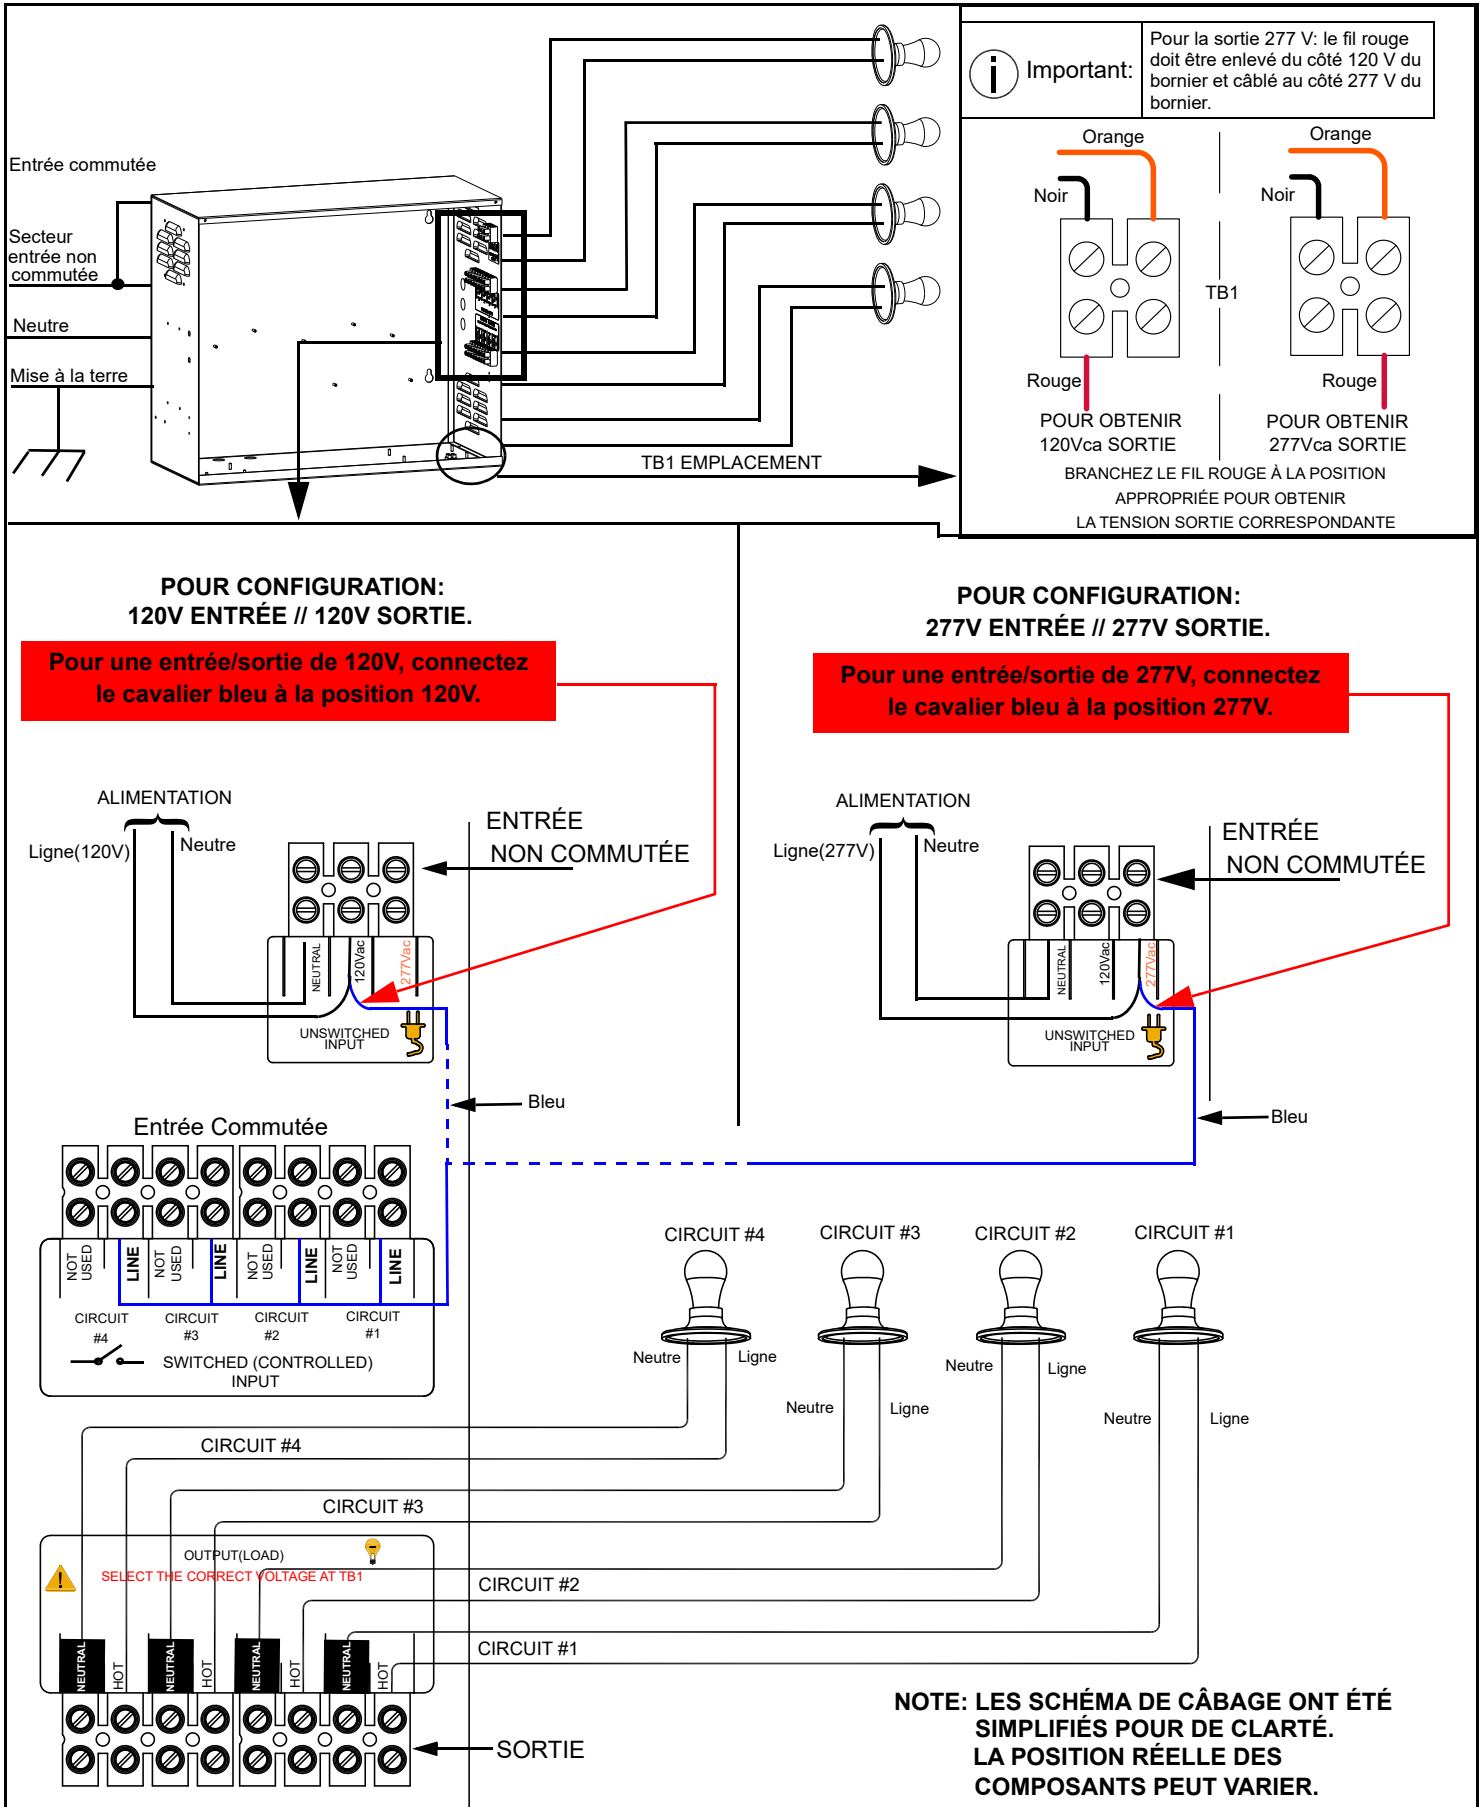 Important:
Pour la sortie 277 V: le fil rouge
doit être enlevé du côté 120 V du
bornier et câblé au côté 277 V du
bornier.
Entrée commutée
Secteur
entrée non
commutée
Neutre
Mise à la terre
TB1 EMPLACEMENT
Orange
Noir
Rouge
POUR OBTENIR
120Vca SORTIE
TB1
Orange
Noir
Rouge
POUR OBTENIR
277Vca SORTIE
BRANCHEZ LE FIL ROUGE À LA POSITION
APPROPRIÉE POUR OBTENIR
LA TENSION SORTIE CORRESPONDANTE
POUR CONFIGURATION:
120V ENTRÉE // 120V SORTIE.
Pour une entrée/sortie de 120V, connectez
le cavalier bleu à la position 120V.
ALIMENTATION
Ligne(120V)
Neutre
ENTRÉE
NON COMMUTÉE
NEUTRAL
120Vac
277Vac
UNSWITCHED
INPUT
Bleu
POUR CONFIGURATION:
277V ENTRÉE // 277V SORTIE.
Pour une entrée/sortie de 277V, connectez
le cavalier bleu à la position 277V.
ALIMENTATION
Ligne(277V)
Neutre
ENTRÉE
NON COMMUTÉE
NEUTRAL
120Vac
277Vac
UNSWITCHED
INPUT
Bleu
Entrée Commutée
NOT
USED
LINE
NOT
USED
LINE
NOT
USED
LINE
NOT
USED
LINE
CIRCUIT
#4
CIRCUIT
#3
CIRCUIT
#2
CIRCUIT
#1
SWITCHED (CONTROLLED)
INPUT
CIRCUIT #4
CIRCUIT #3
CIRCUIT #2
CIRCUIT #1
Neutre
Ligne
Neutre
Ligne
Neutre
Ligne
Neutre
Ligne
CIRCUIT #4
CIRCUIT #3
CIRCUIT #2
CIRCUIT #1
OUTPUT(LOAD)
SELECT THE CORRECT VOLTAGE AT TB1
NEUTRAL
HOT
NEUTRAL
HOT
NEUTRAL
HOT
NEUTRAL
HOT
SORTIE
NOTE: LES SCHÉMA DE CÂBAGE ONT ÉTÉ
SIMPLIFIÉS POUR DE CLARTÉ.
LA POSITION RÉELLE DES
COMPOSANTS PEUT VARIER.